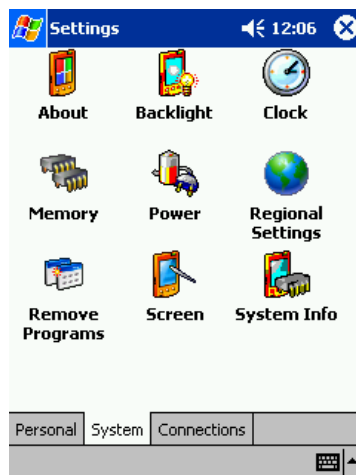 Settings 12:06
About Backlight Clock
Memory Power Regional
Settings
Remove Screen System Info
Programs
Personal System Connections